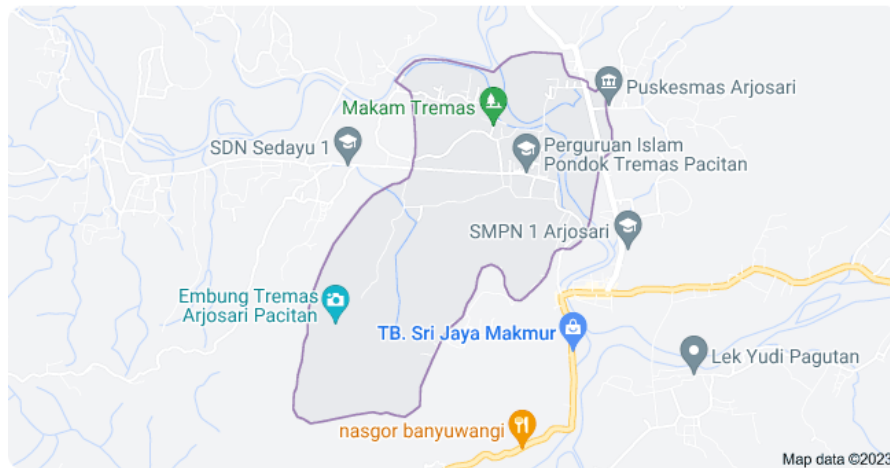 Puskesmas Arjosari
Makam Tremas
SDN Sedayu 1
Perguruan Islam
Pondok Tremas Pacitan
SMPN 1 Arjosari
Embung Tremas
Arjosari Pacitan
TB. Sri Jaya Makmur
Lek Yudi Pagutan
nasgor banyuwangi
Map data ©2023